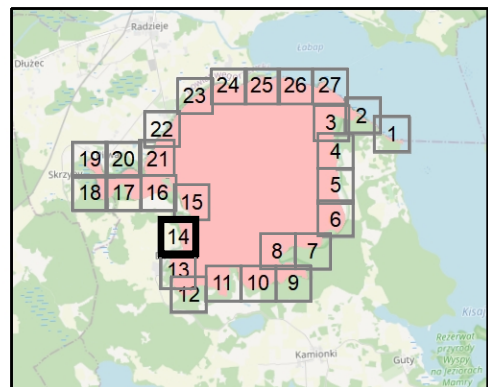 Radzieje
Dłużec
Łabap
24 25 26 27
23
3 2
22
1
19 20 21
4
Skrzypy
18 17 16
5
15
6
14
8 7
13
12 11 10 9
Kisaj
Rezerwat
przyrody
Wyspy
na Jeziorach
Mamry
Kamionki
Guty